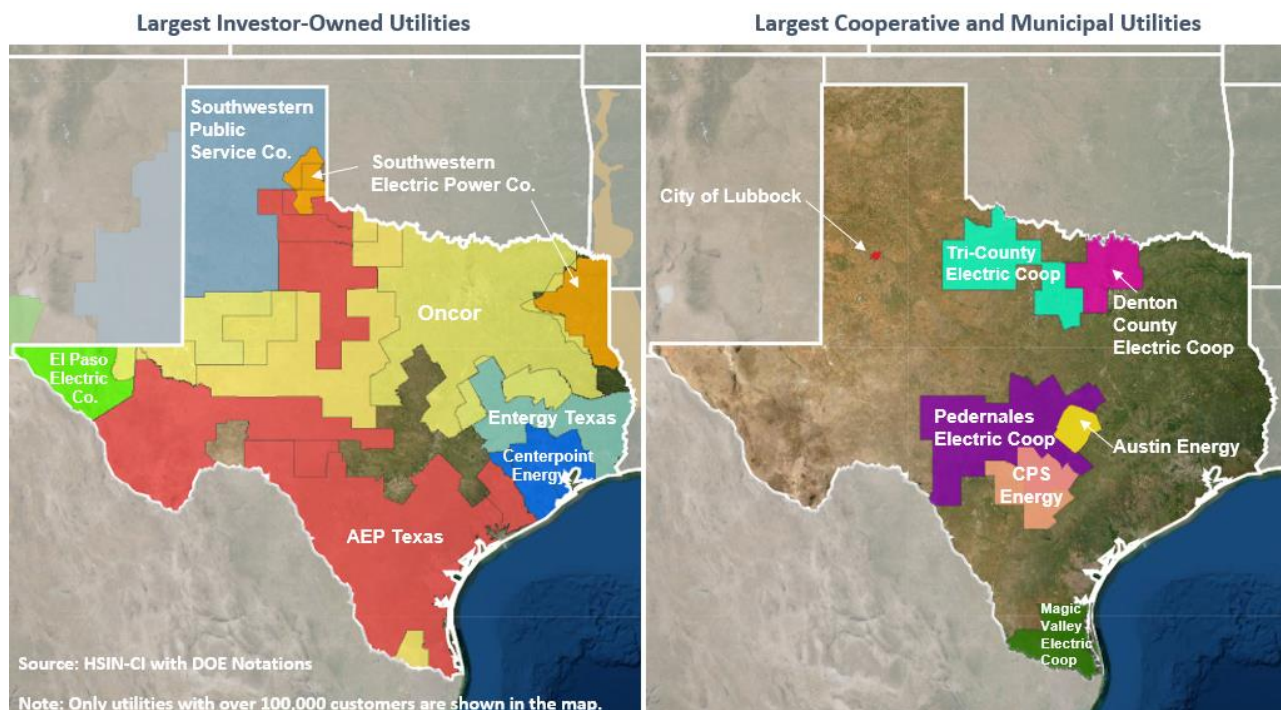 Largest Investor-Owned Utilities
Southwestern
Public
Service Co.
Southwestern
Electric Power Co.
Oncor
El Paso
Electric
Co.
Entergy Texas
Centerpoint
Energy
AEP Texas
Source: HSIN-CI with DOE Notations
Note: Only utilities with over 100,000 customers are shown in the map.
Largest Cooperative and Municipal Utilities
City of Lubbock
Tri-County
Electric Coop
Denton
County
Electric Coop
Pedernales
Electric Coop
Austin Energy
CPS
Energy
Magic
Valley
Electric
Coop